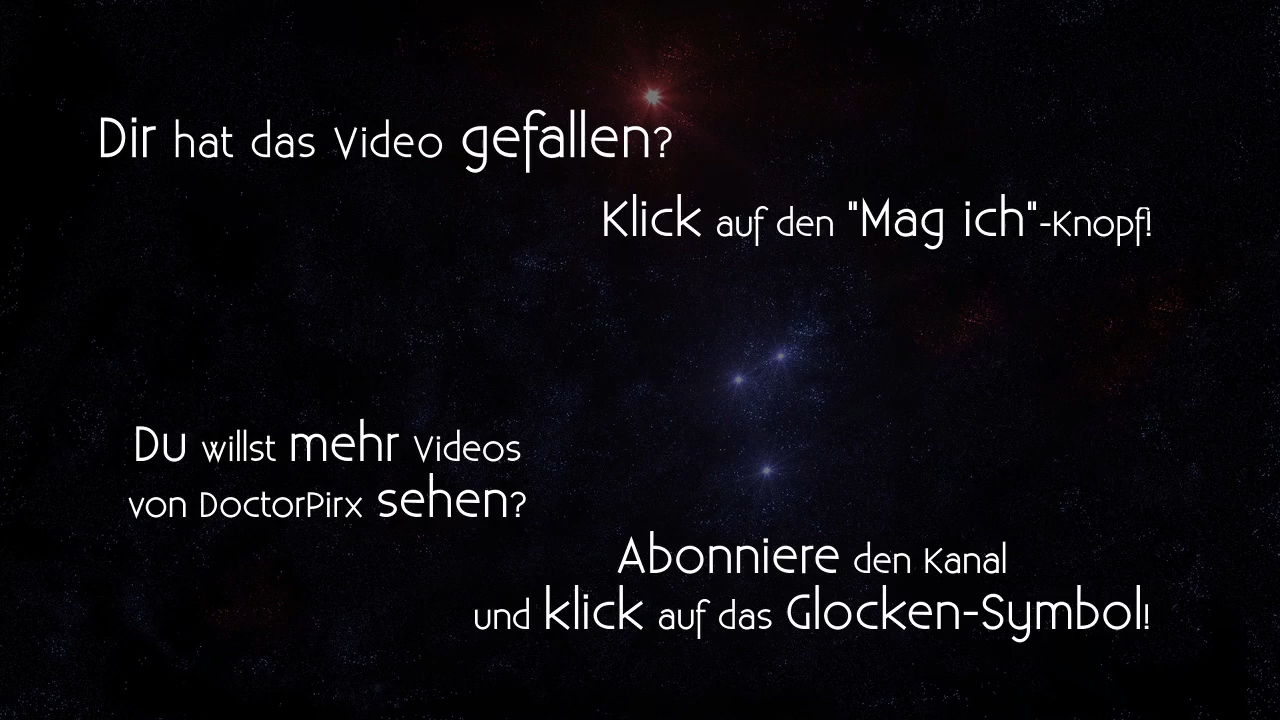 Dir hat das Video gefallen?
Klick auf den "Mag ich"-Knopf!
Du willst mehr Videos
von DoctorPirx sehen?
Abonniere den Kanal
und klick auf das Glocken-Symbol!